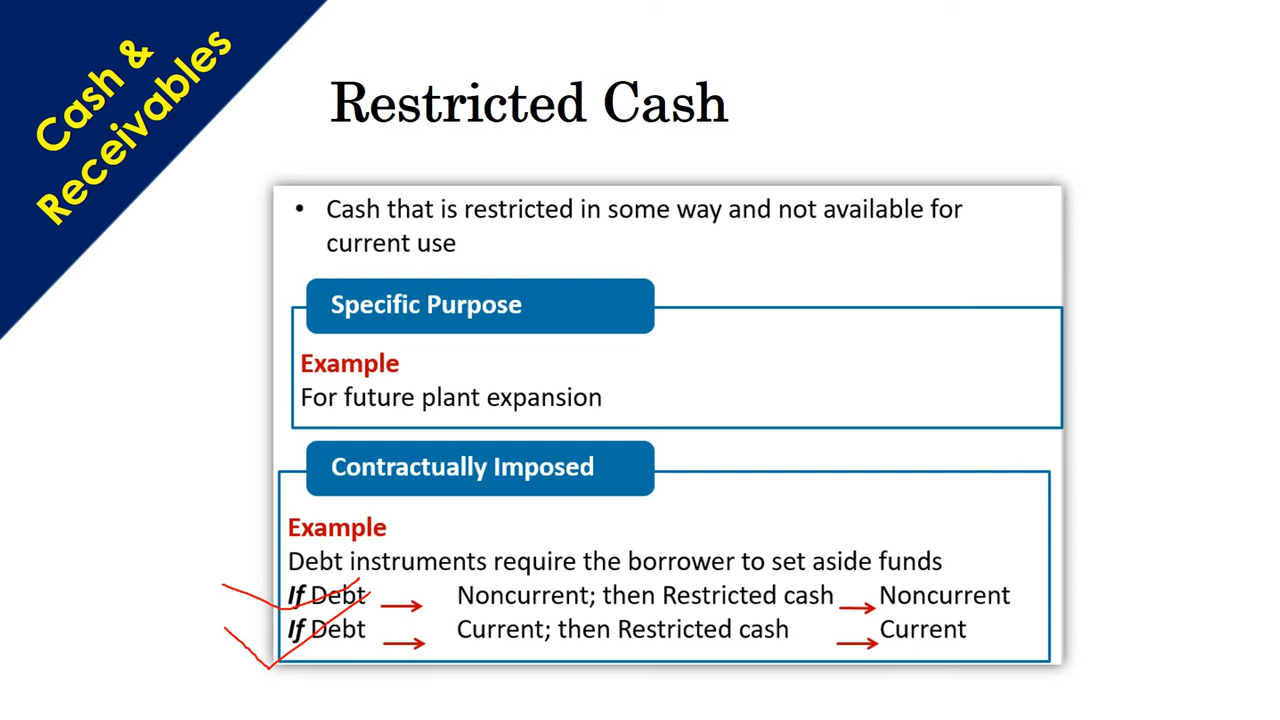 Cash &
Receivables
Restricted Cash
• Cash that is restricted in some way and not available for
current use
Specific Purpose
Example
For future plant expansion
Contractually Imposed
Example
Debt instruments require the borrower to set aside funds
If Debt → Noncurrent; then Restricted cash → Noncurrent
If Debt → Current; then Restricted cash → Current